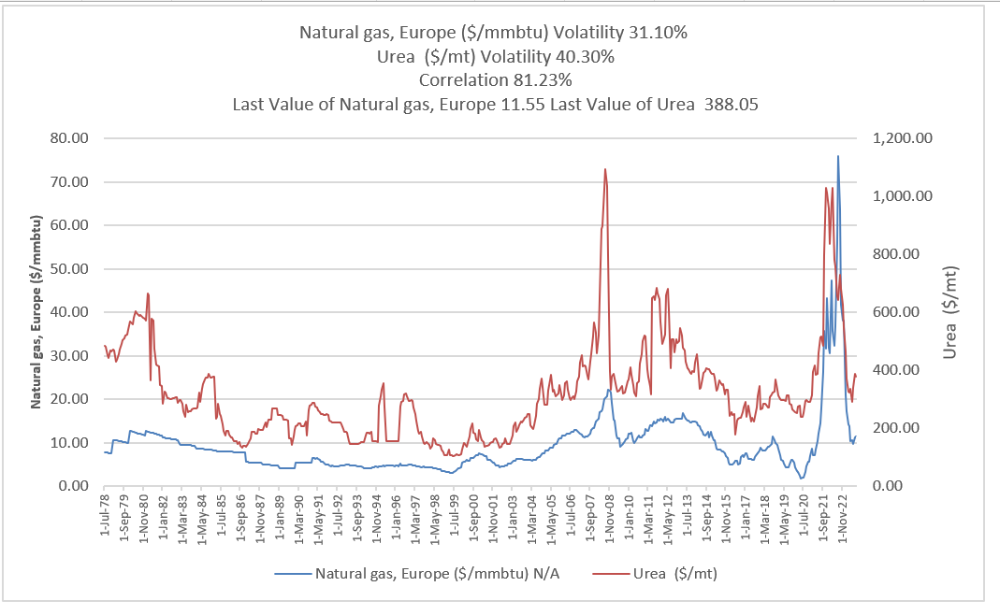 Natural gas, Europe ($/mmbtu) Volatility 31.10%
Urea  ($/mt) Volatility 40.30%
Correlation 81.23%
Last Value of Natural gas, Europe 11.55 Last Value of Urea  388.05
80.00
70.00
60.00
50.00
40.00
30.00
20.00
10.00
0.00
Natural gas, Europe ($/mmbtu)
1,200.00
1,000.00
800.00
600.00
400.00
200.00
0.00
Urea  ($/mt)
1-Jul-78
1-Sep-79
1-Nov-80
1-Jan-82
1-Mar-83
1-May-84
1-Jul-85
1-Sep-86
1-Nov-87
1-Jan-89
1-Mar-90
1-May-91
1-Jul-92
1-Sep-93
1-Nov-94
1-Jan-96
1-Mar-97
1-May-98
1-Jul-99
1-Sep-00
1-Nov-01
1-Jan-03
1-Mar-04
1-May-05
1-Jul-06
1-Sep-07
1-Nov-08
1-Jan-10
1-Mar-11
1-May-12
1-Jul-13
1-Sep-14
1-Nov-15
1-Jan-17
1-Mar-18
1-May-19
1-Jul-20
1-Sep-21
1-Nov-22
Natural gas, Europe ($/mmbtu) N/A
Urea  ($/mt)